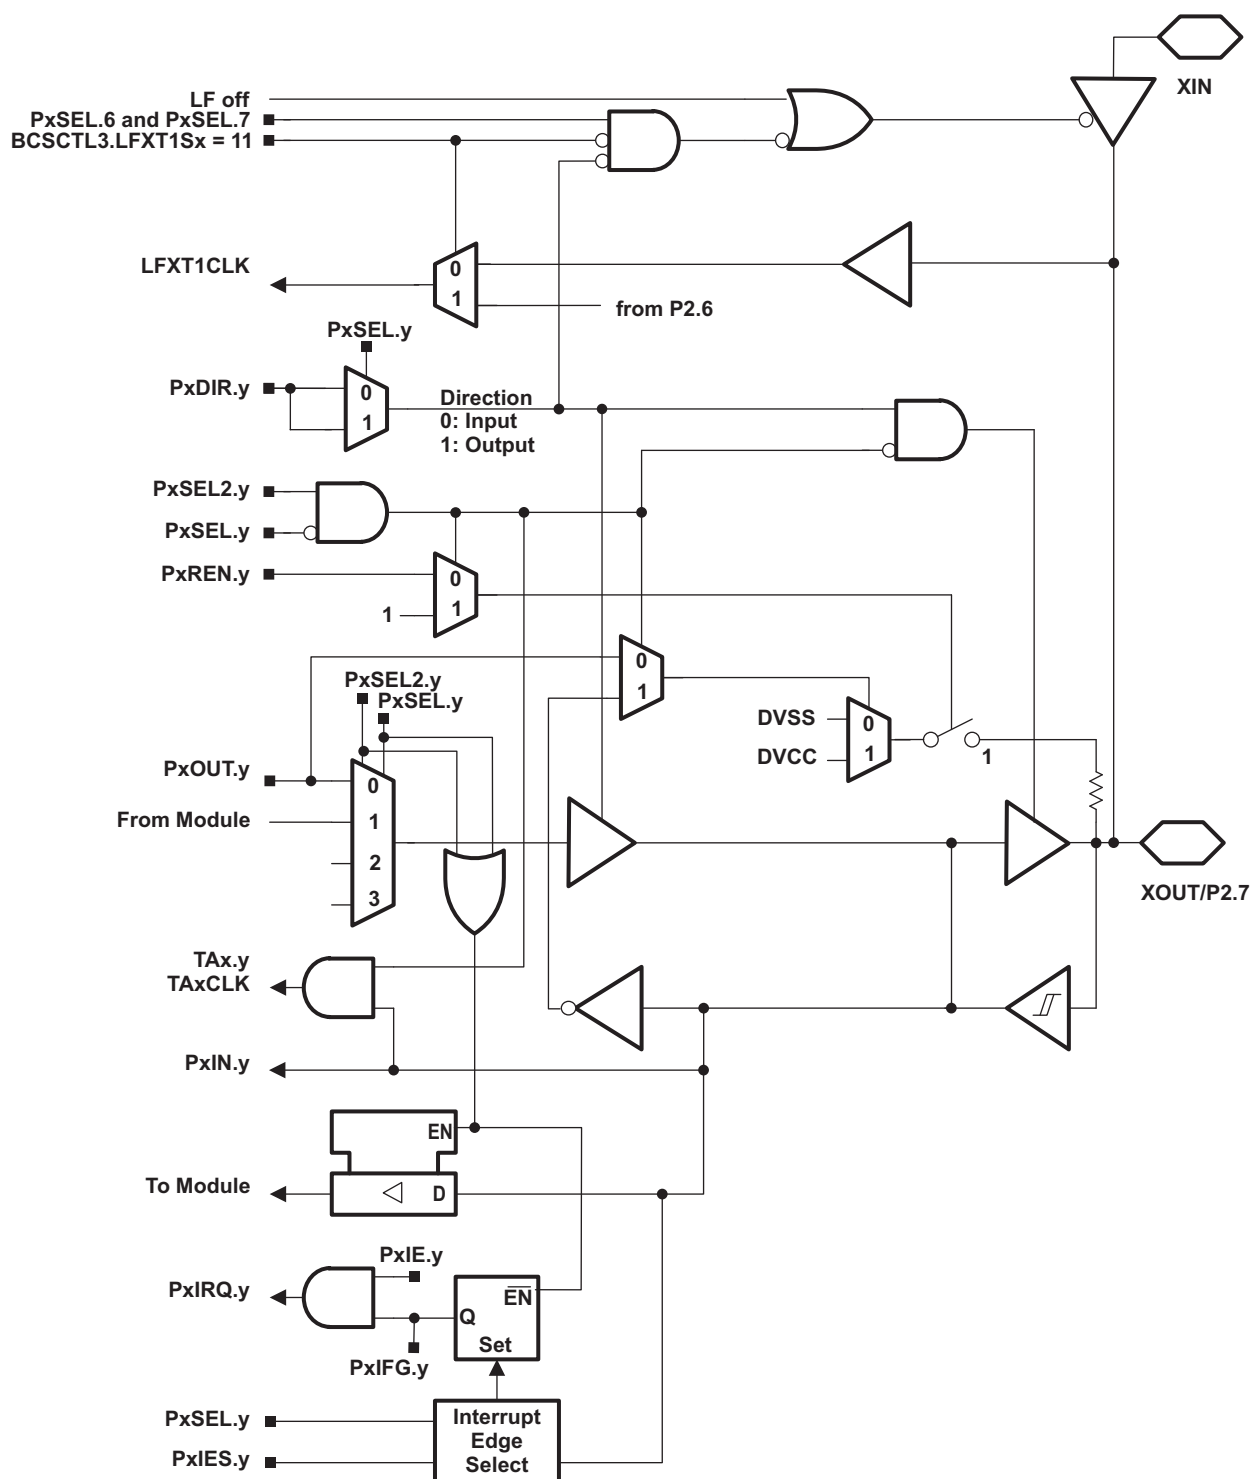 XIN
LF off
PxSEL.6 and PxSEL.7
BCSCTL3.LFXT1Sx = 11
LFXT1CLK
0
1
from P2.6
PxSEL.y
PxDIR.y
0
1
Direction
0: Input
1: Output
PxSEL2.y
PxSEL.y
PxREN.y
0
1
1
0
1
PxSEL2.y
PxSEL.y
DVSS
DVCC
0
1
1
PxOUT.y
From Module
0
1
2
3
XOUT/P2.7
TAx.y
TAxCLK
PxIN.y
EN
To Module
D
PxIE.y
PxIRQ.y
EN
Q
Set
PxIFG.y
PxSEL.y
PxIES.y
Interrupt
Edge
Select